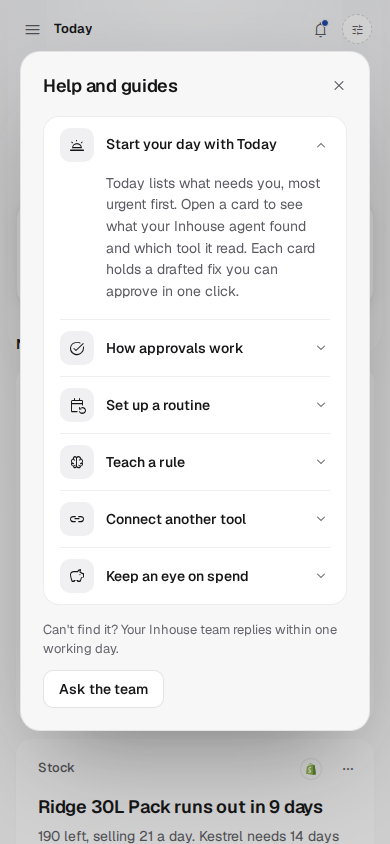 Today
Help and guides
Start your day with Today
Today lists what needs you, most
urgent first. Open a card to see
what your Inhouse agent found
and which tool it read. Each card
holds a drafted fix you can
approve in one click.
How approvals work
Set up a routine
Teach a rule
Connect another tool
Keep an eye on spend
Can't find it? Your Inhouse team replies within one
working day.
Ask the team
Stock
Ridge 30L Pack runs out in 9 days
190 left, selling 21 a day. Kestrel needs 14 days